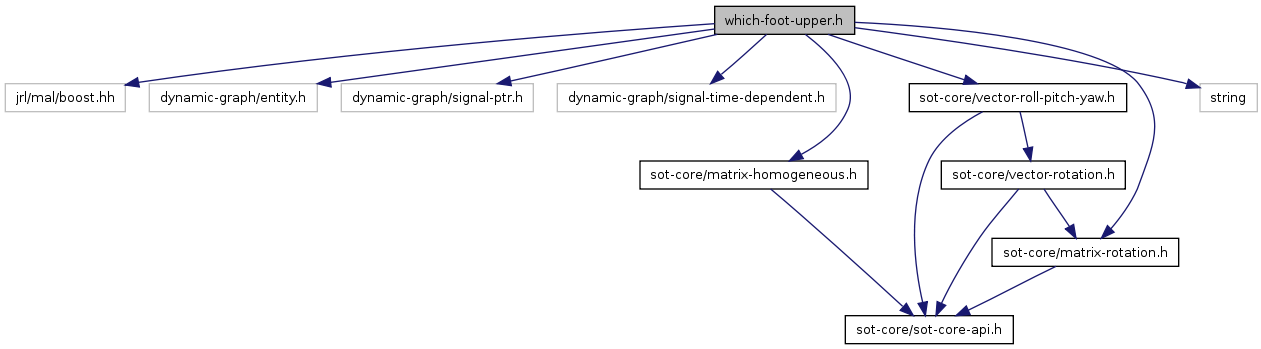 which-foot-upper.h
jrl/mal/boost.hh
dynamic-graph/entity.h
dynamic-graph/signal-ptr.h
dynamic-graph/signal-time-dependent.h
sot-core/vector-roll-pitch-yaw.h
string
sot-core/matrix-homogeneous.h
sot-core/vector-rotation.h
sot-core/matrix-rotation.h
sot-core/sot-core-api.h